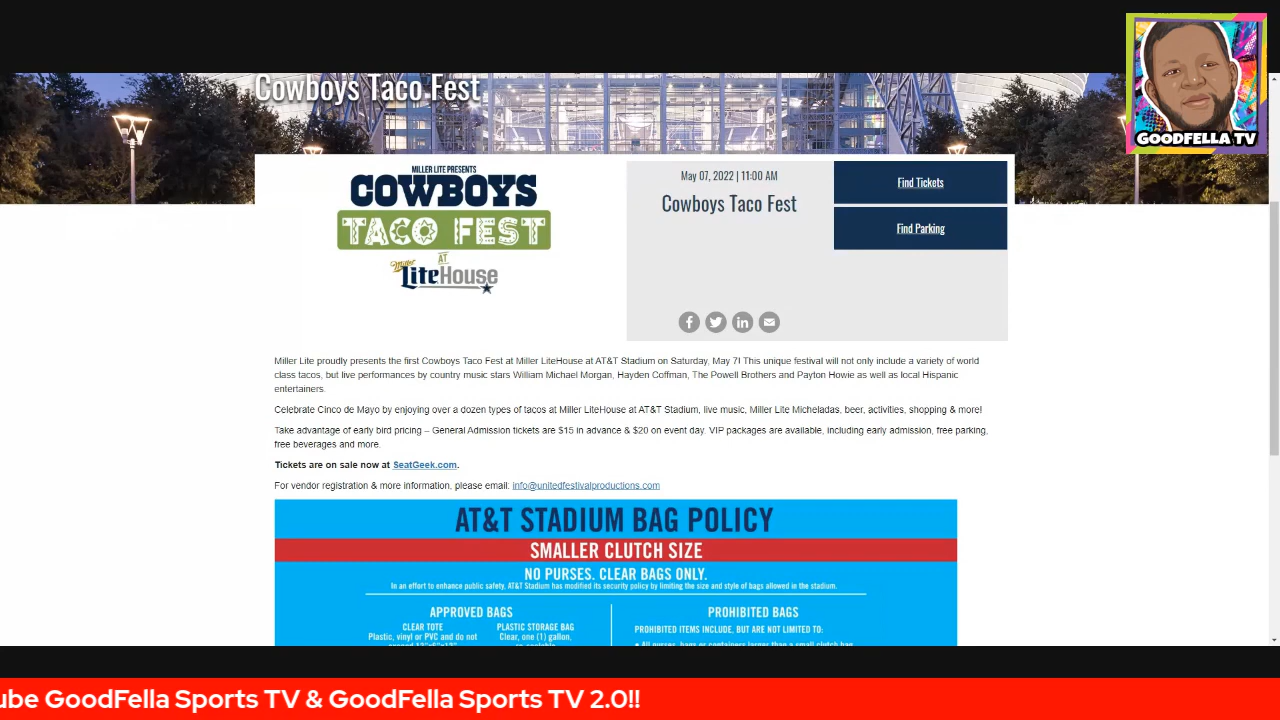 Cowboys Taco Fest
GOODFELLA TV
MILLER LITE PRESENTS
COWBOYS
TACO FEST
AT
Miller LiteHouse
May 07, 2022 | 11:00 AM
Cowboys Taco Fest
Find Tickets
Find Parking
Miller Lite proudly presents the first Cowboys Taco Fest at Miller LiteHouse at AT&T Stadium on Saturday, May 7! This unique festival will not only include a variety of world
class tacos, but live performances by country music stars William Michael Morgan, Hayden Coffman, The Powell Brothers and Payton Howie as well as local Hispanic
entertainers.
Celebrate Cinco de Mayo by enjoying over a dozen types of tacos at Miller LiteHouse at AT&T Stadium, live music, Miller Lite Micheladas, beer, activities, shopping & more!
Take advantage of early bird pricing – General Admission tickets are $15 in advance & $20 on event day. VIP packages are available, including early admission, free parking,
free beverages and more.
Tickets are on sale now at SeatGeek.com.
For vendor registration & more information, please email: info@unitedfestivalproductions.com
AT&T STADIUM BAG POLICY
SMALLER CLUTCH SIZE
NO PURSES. CLEAR BAGS ONLY.
In an effort to enhance public safety, AT&T Stadium has modified its security policy by limiting the size and style of bags allowed in the stadium.
APPROVED BAGS
CLEAR TOTE
Plastic, vinyl or PVC and do not
PLASTIC STORAGE BAG
Clear, one (1) gallon,
PROHIBITED BAGS
PROHIBITED ITEMS INCLUDE, BUT ARE NOT LIMITED TO:
• All purses, bags or containers larger than a small clutch bag
ube GoodFella Sports TV & GoodFella Sports TV 2.0!!